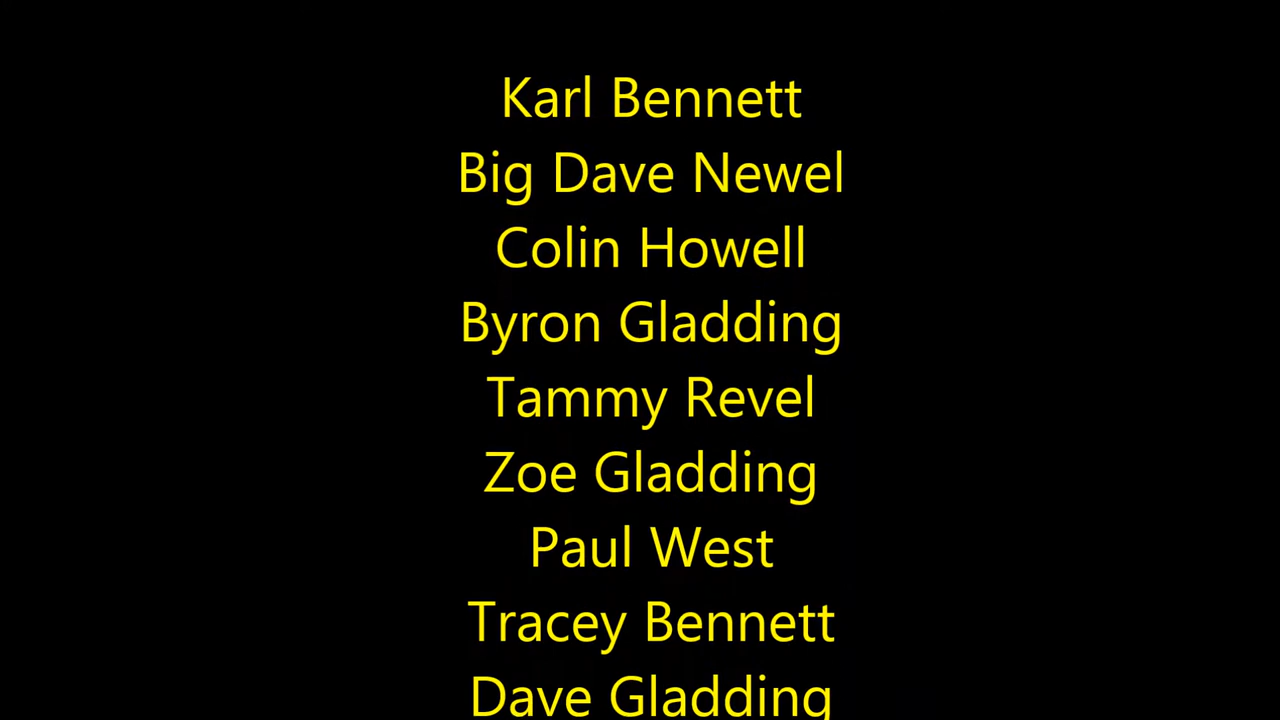 Karl Bennett
Big Dave Newel
Colin Howell
Byron Gladding
Tammy Revel
Zoe Gladding
Paul West
Tracey Bennett
Dave Gladding